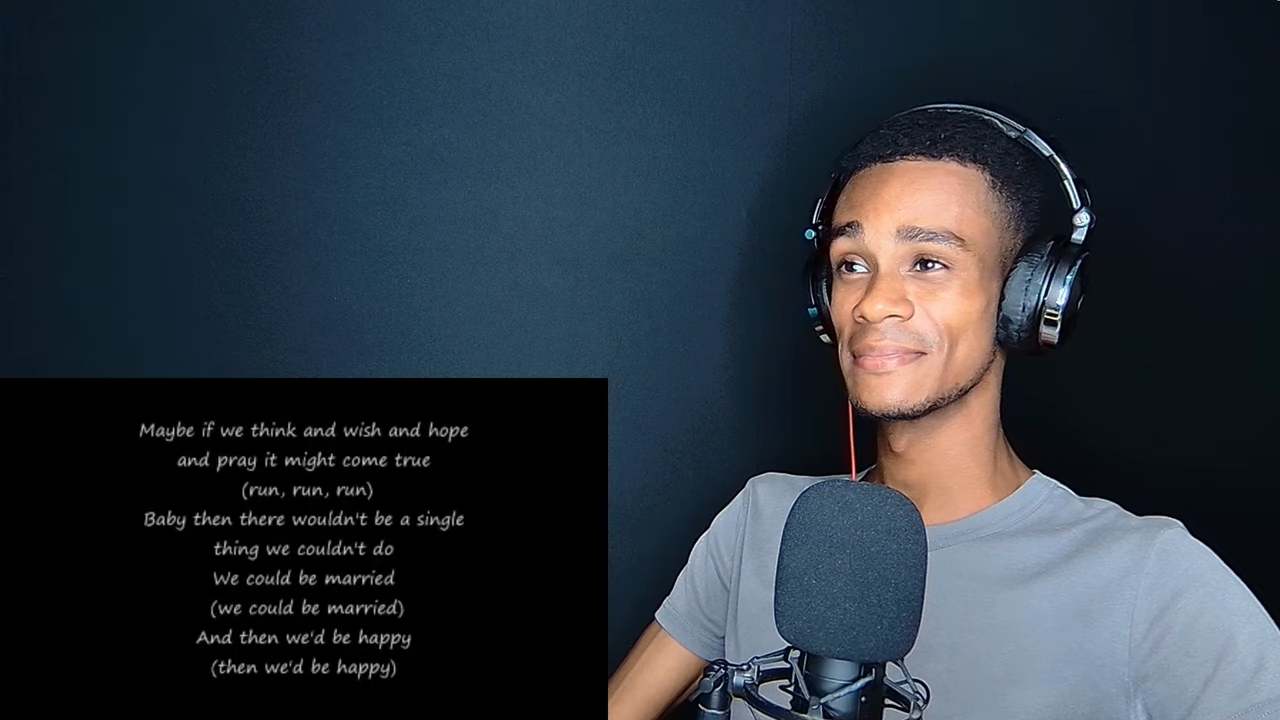 Maybe if we think and wish and hope
and pray it might come true
(run, run, run)
Baby then there wouldn't be a single
thing we couldn't do
We could be married
(we could be married)
And then we'd be happy
(then we'd be happy)